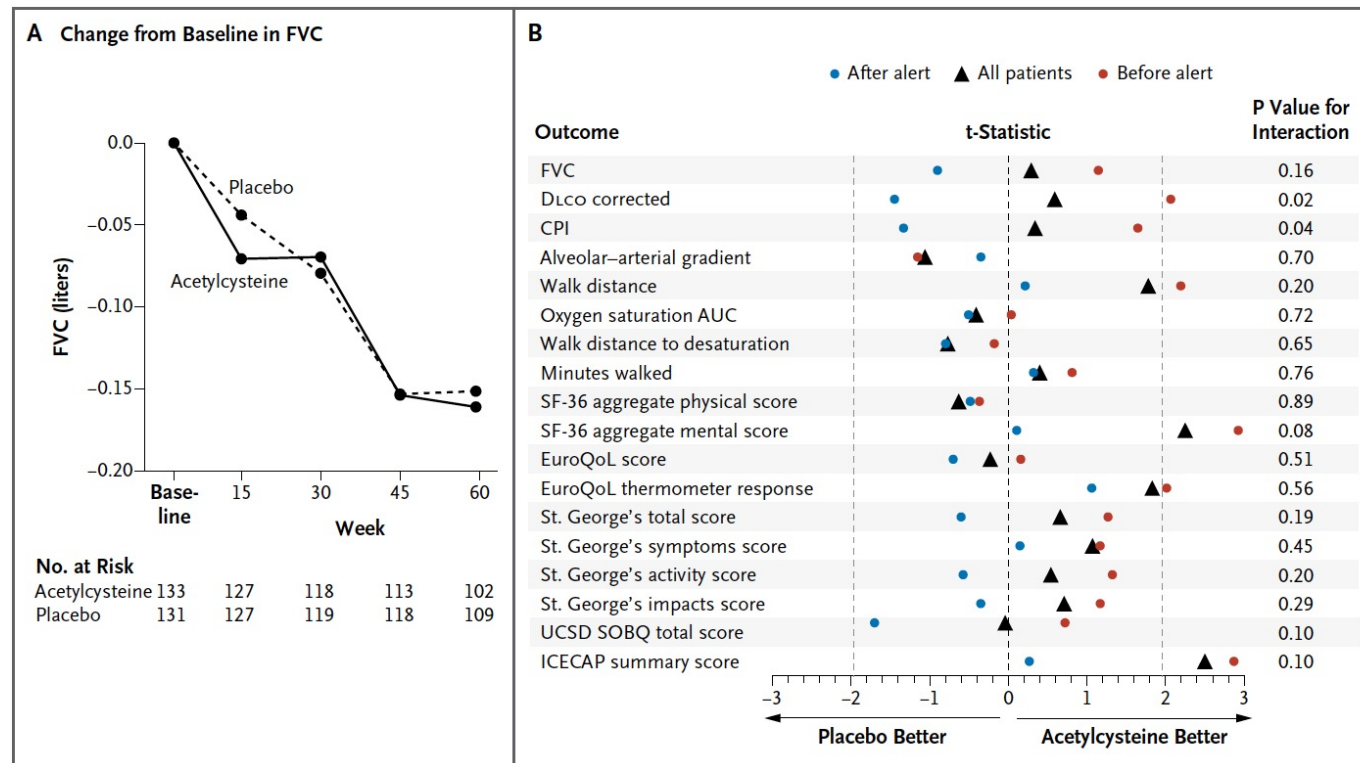 A Change from Baseline in FVC
0.0
−0.05
−0.10
−0.15
−0.20
FVC (liters)
Placebo
Acetylcysteine
Base-
line
15 30 45 60
Week
No. at Risk
Acetylcysteine 133 127 118 113 102
Placebo 131 127 119 118 109
B
After alert All patients Before alert
P Value for
Interaction
Outcome t-Statistic
FVC 0.16
DLCO corrected 0.02
CPI 0.04
Alveolar–arterial gradient 0.70
Walk distance 0.20
Oxygen saturation AUC 0.72
Walk distance to desaturation 0.65
Minutes walked 0.76
SF-36 aggregate physical score 0.89
SF-36 aggregate mental score 0.08
EuroQoL score 0.51
EuroQoL thermometer response 0.56
St. George's total score 0.19
St. George's symptoms score 0.45
St. George's activity score 0.20
St. George's impacts score 0.29
UCSD SOBQ total score 0.10
ICECAP summary score 0.10
−3 −2 −1 0 1 2 3
Placebo Better Acetylcysteine Better